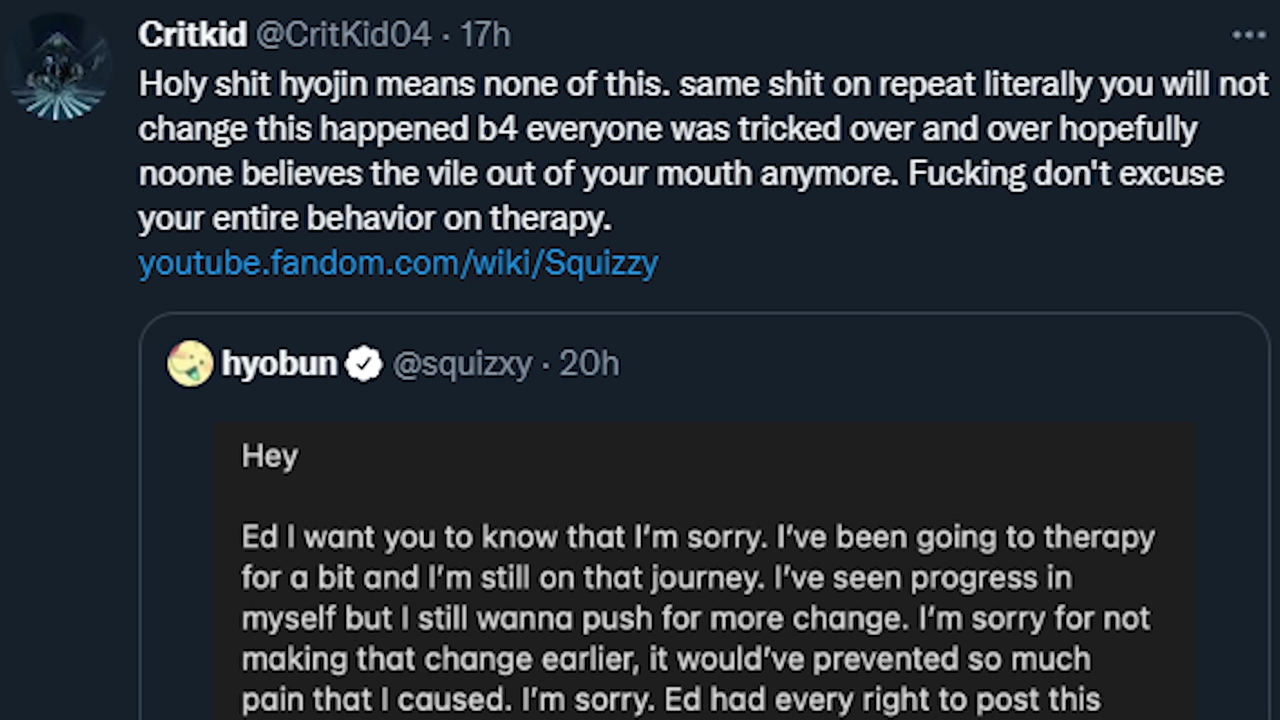 Critkid @CritKid04 · 17h
Holy shit hyojin means none of this. same shit on repeat literally you will not
change this happened b4 everyone was tricked over and over hopefully
noone believes the vile out of your mouth anymore. Fucking don't excuse
your entire behavior on therapy.
youtube.fandom.com/wiki/Squizzy
hyobun @squizxy · 20h
Hey
Ed I want you to know that I'm sorry. I've been going to therapy
for a bit and I'm still on that journey. I've seen progress in
myself but I still wanna push for more change. I'm sorry for not
making that change earlier, it would've prevented so much
pain that I caused. I'm sorry. Ed had every right to post this